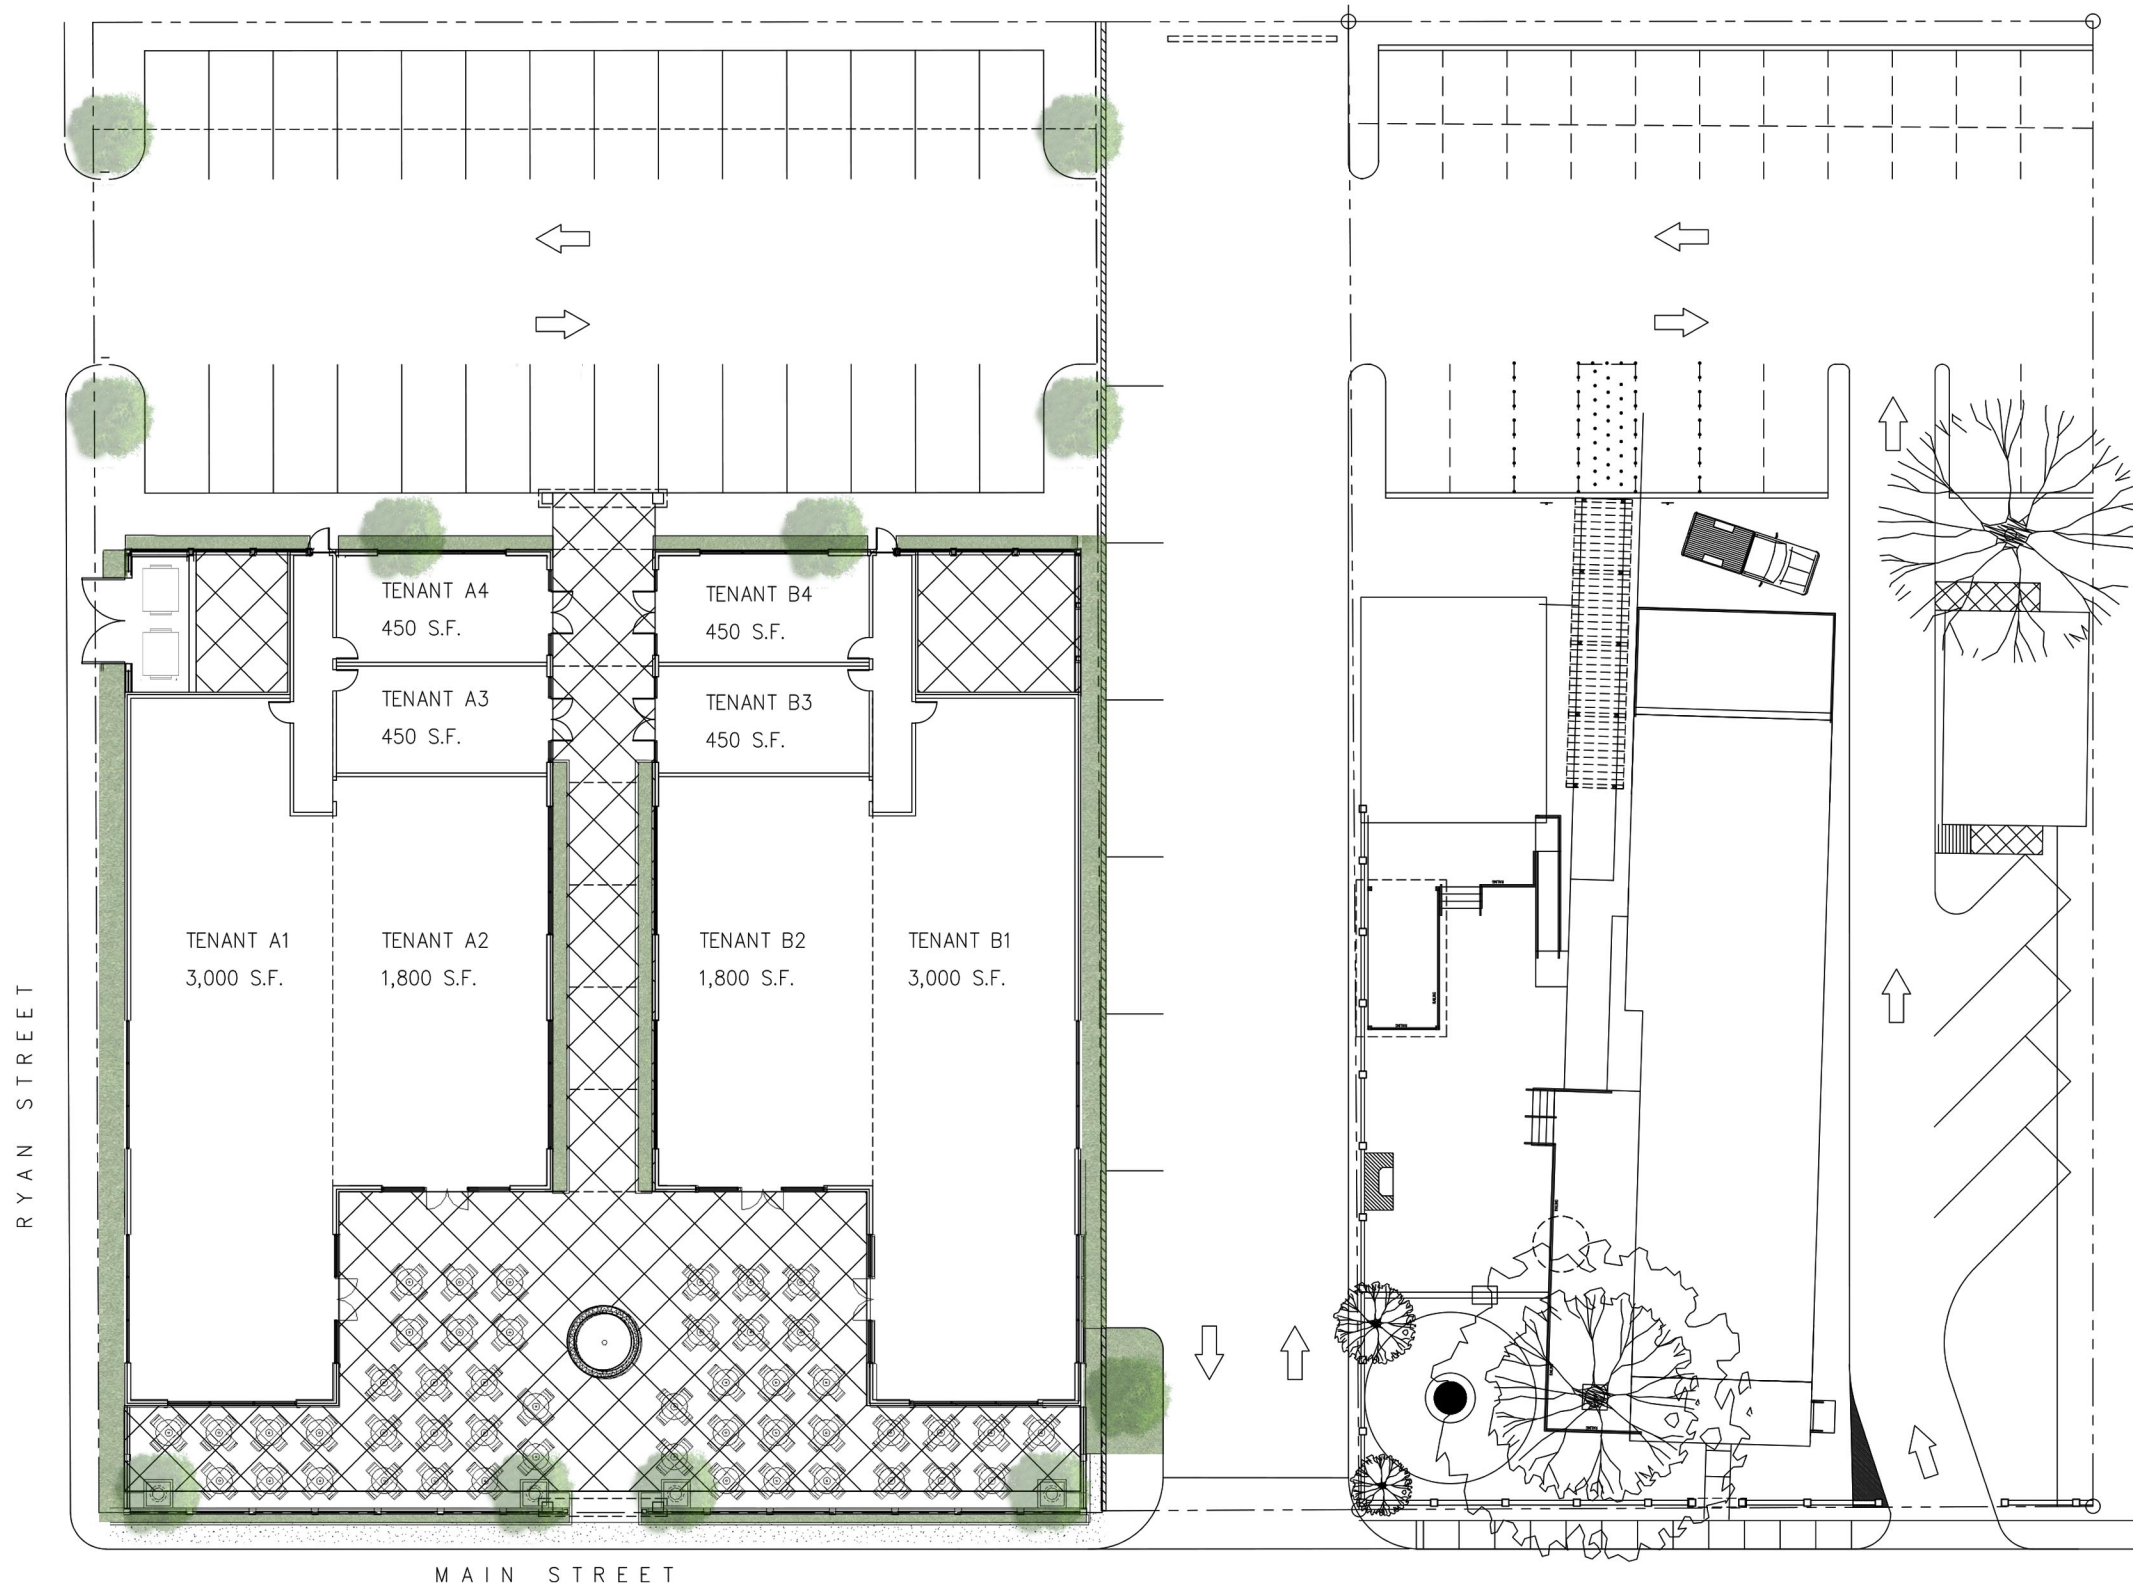 TENANT A4
450 S.F.
TENANT B4
450 S.F.
TENANT A3
450 S.F.
TENANT B3
450 S.F.
TENANT A1
3,000 S.F.
TENANT A2
1,800 S.F.
TENANT B2
1,800 S.F.
TENANT B1
3,000 S.F.
RYAN STREET
MAIN STREET